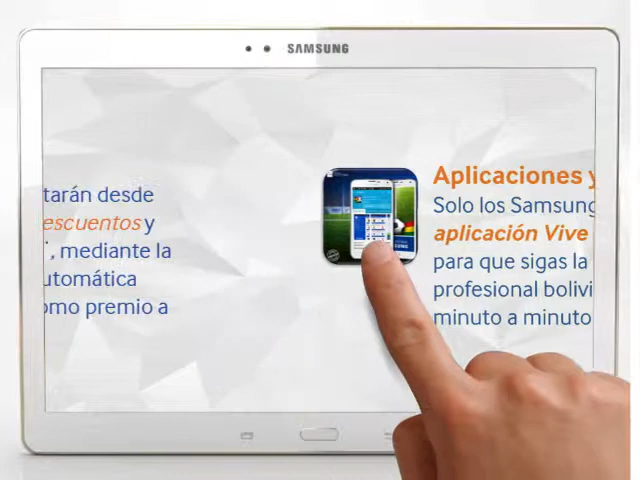 SAMSUNG
tarán desde
escuentos y
, mediante la
utomática
omo premio a
Aplicaciones y
Solo los Samsung
aplicación Vive
para que sigas la
profesional bolivi
minuto a minuto